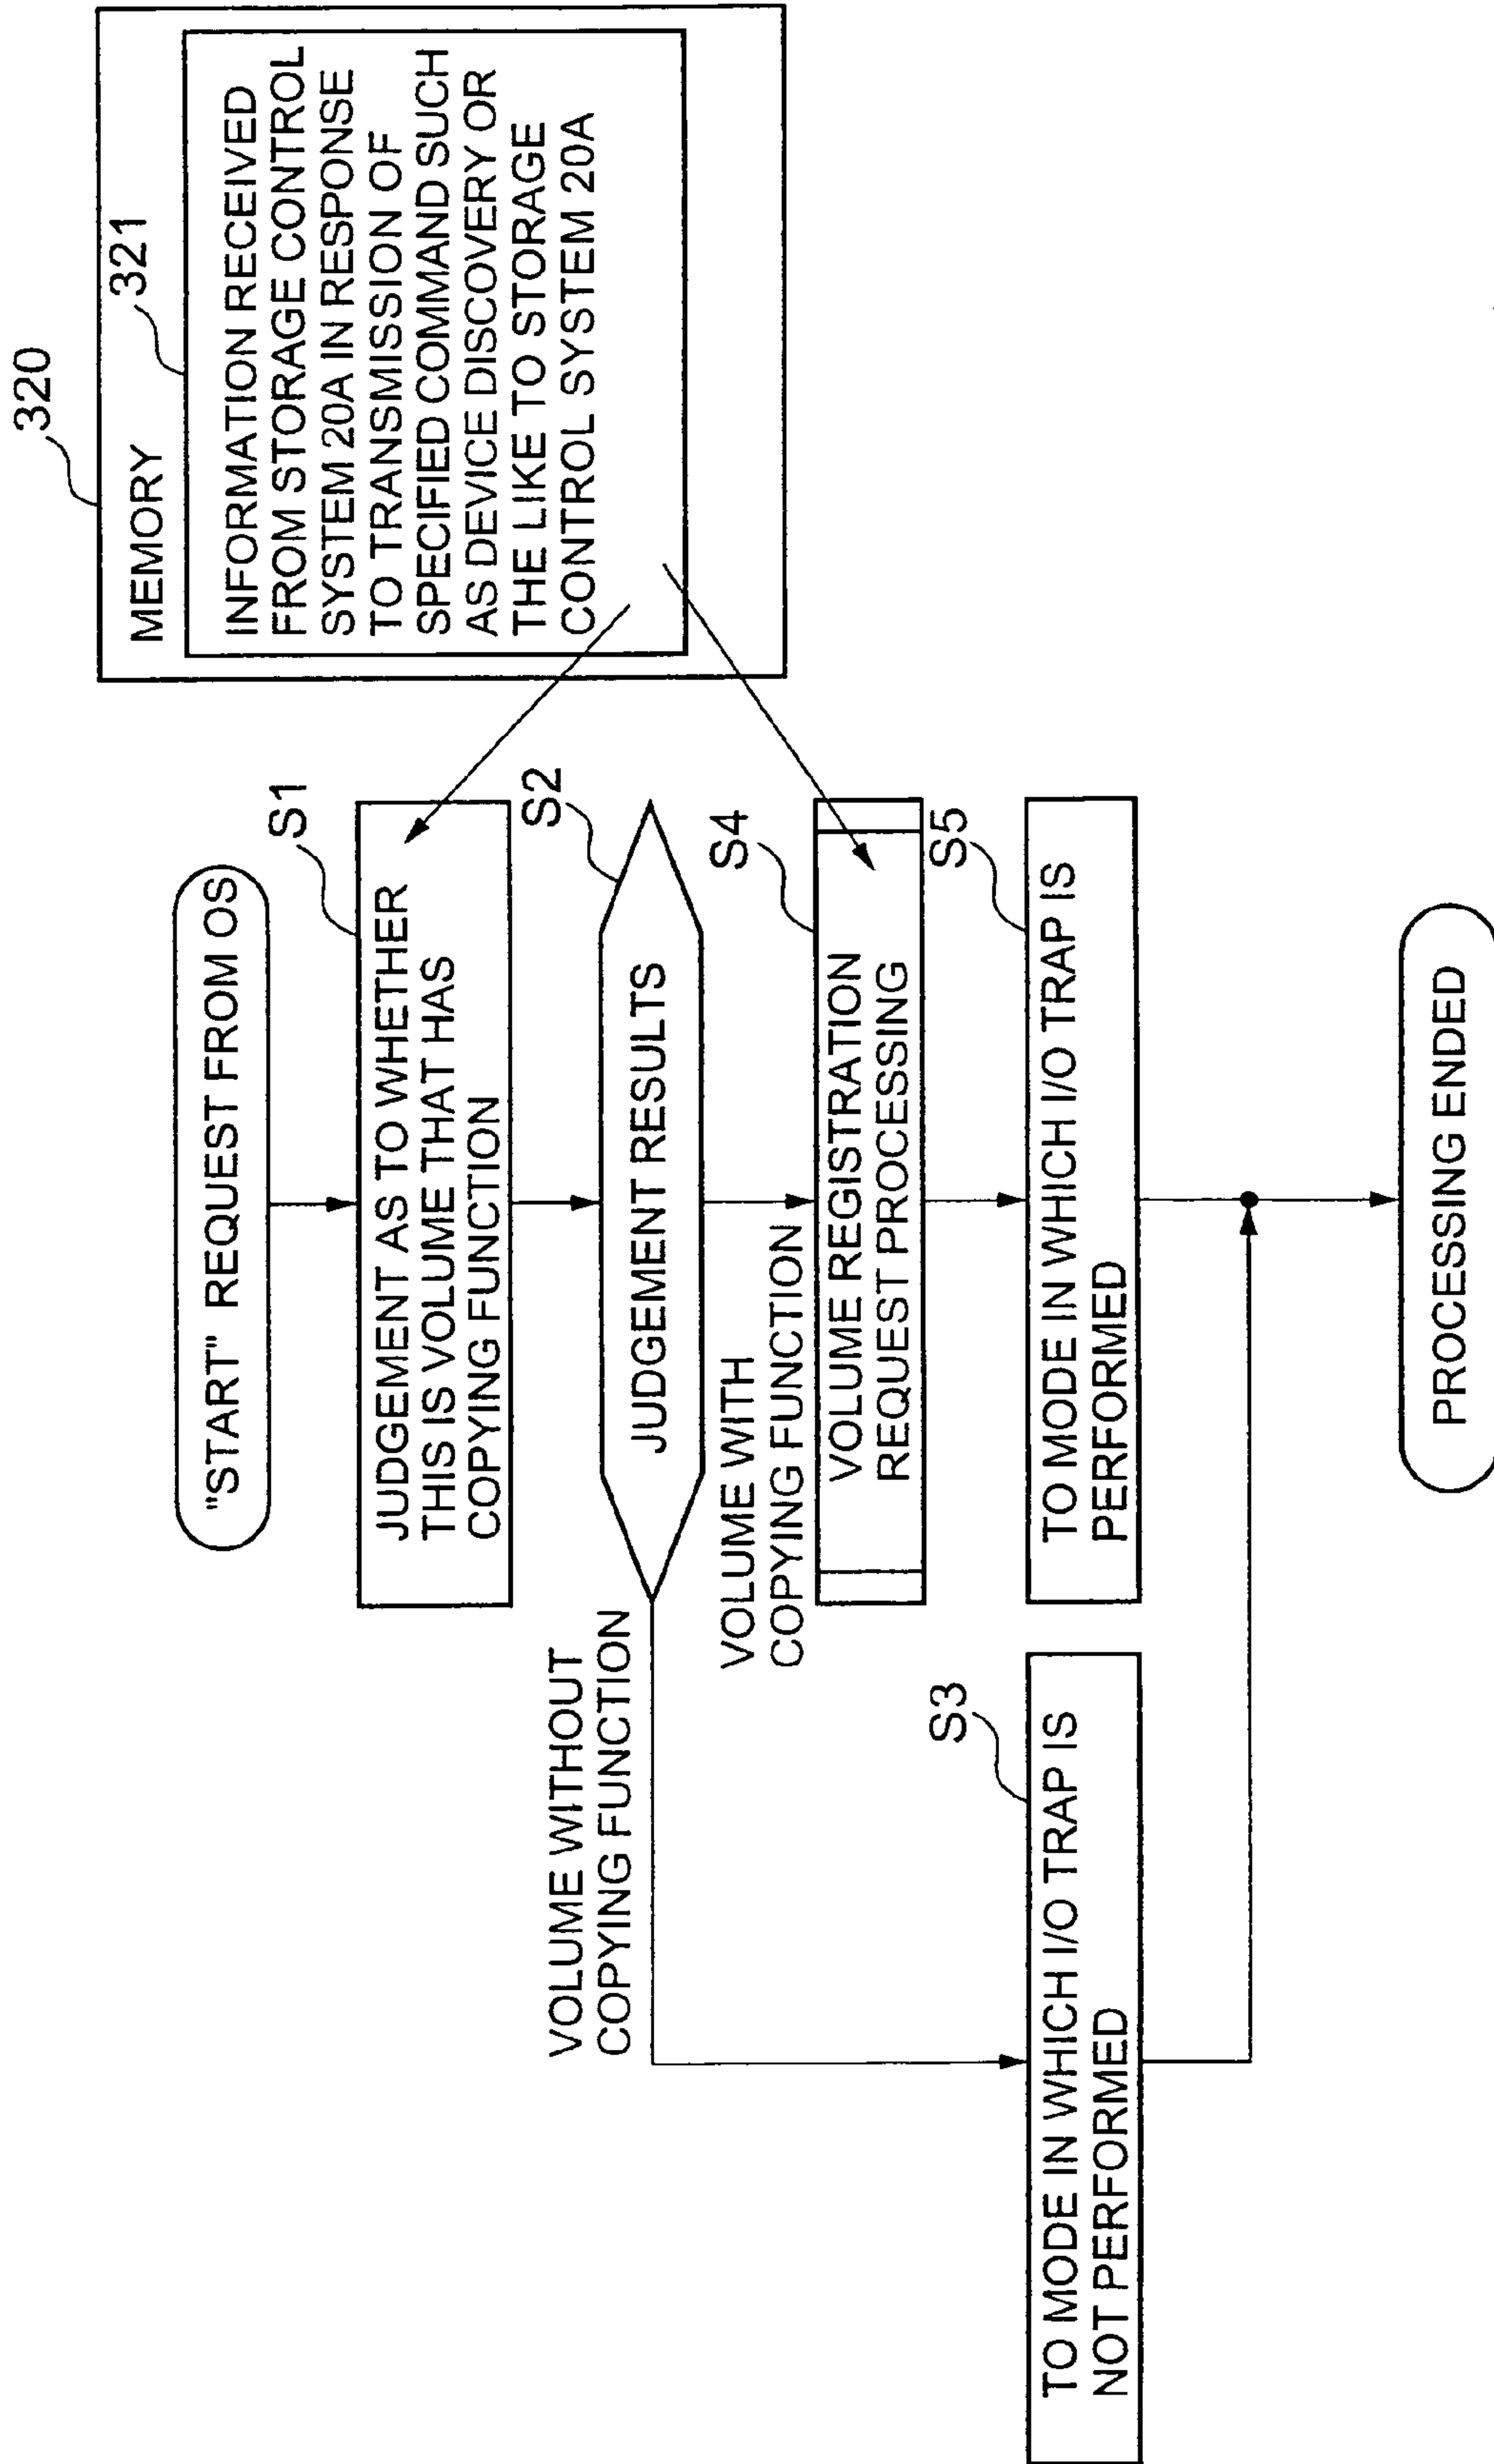 "START" REQUEST FROM OS
S1
JUDGEMENT AS TO WHETHER
THIS IS VOLUME THAT HAS
COPYING FUNCTION
S2
JUDGEMENT RESULTS
VOLUME WITHOUT
COPYING FUNCTION
VOLUME WITH
COPYING FUNCTION
S4
VOLUME REGISTRATION
REQUEST PROCESSING
S3
TO MODE IN WHICH I/O TRAP IS
NOT PERFORMED
S5
TO MODE IN WHICH I/O TRAP IS
PERFORMED
PROCESSING ENDED
320
MEMORY
321
INFORMATION RECEIVED
FROM STORAGE CONTROL
SYSTEM 20A IN RESPONSE
TO TRANSMISSION OF
SPECIFIED COMMAND SUCH
AS DEVICE DISCOVERY OR
THE LIKE TO STORAGE
CONTROL SYSTEM 20A